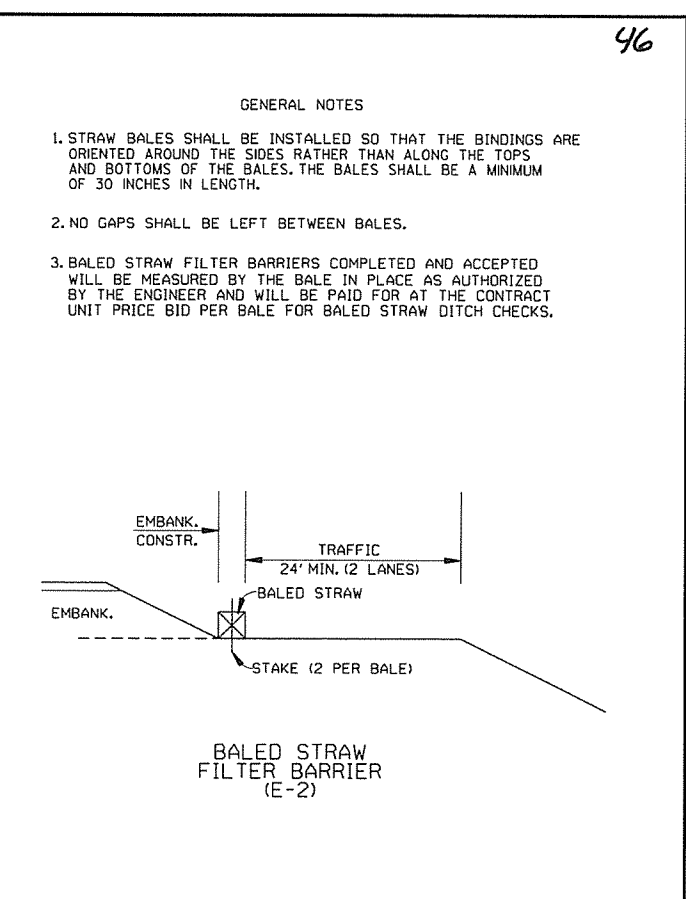 46
GENERAL NOTES
1. STRAW BALES SHALL BE INSTALLED SO THAT THE BINDINGS ARE
ORIENTED AROUND THE SIDES RATHER THAN ALONG THE TOPS
AND BOTTOMS OF THE BALES. THE BALES SHALL BE A MINIMUM
OF 30 INCHES IN LENGTH.
2. NO GAPS SHALL BE LEFT BETWEEN BALES.
3. BALED STRAW FILTER BARRIERS COMPLETED AND ACCEPTED
WILL BE MEASURED BY THE BALE IN PLACE AS AUTHORIZED
BY THE ENGINEER AND WILL BE PAID FOR AT THE CONTRACT
UNIT PRICE BID PER BALE FOR BALED STRAW DITCH CHECKS.
EMBANK.
CONSTR.
TRAFFIC
24' MIN. (2 LANES)
BALED STRAW
EMBANK.
STAKE (2 PER BALE)
BALED STRAW
FILTER BARRIER
(E-2)